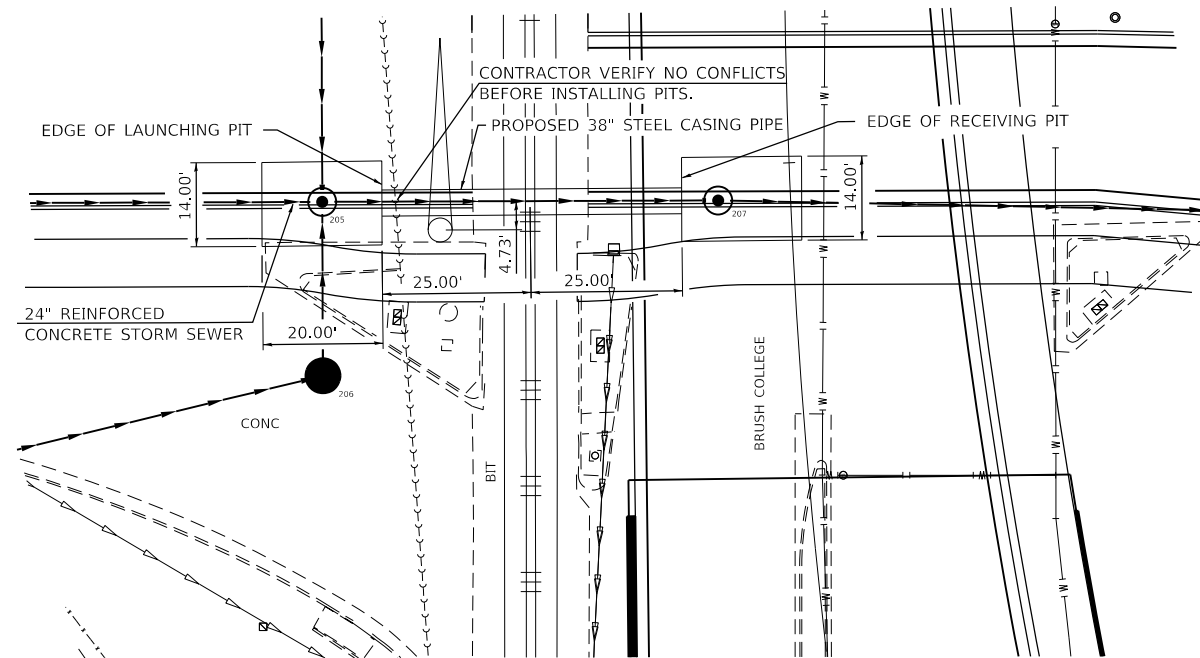 CONTRACTOR VERIFY NO CONFLICTS
BEFORE INSTALLING PITS.
EDGE OF LAUNCHING PIT
PROPOSED 38" STEEL CASING PIPE
EDGE OF RECEIVING PIT
14.00'
14.00'
205
207
4.73'
25.00'
25.00'
24" REINFORCED
CONCRETE STORM SEWER
20.00'
206
CONC
BIT
BRUSH COLLEGE
W
W
W
W
W
W
W
W
W
W
W